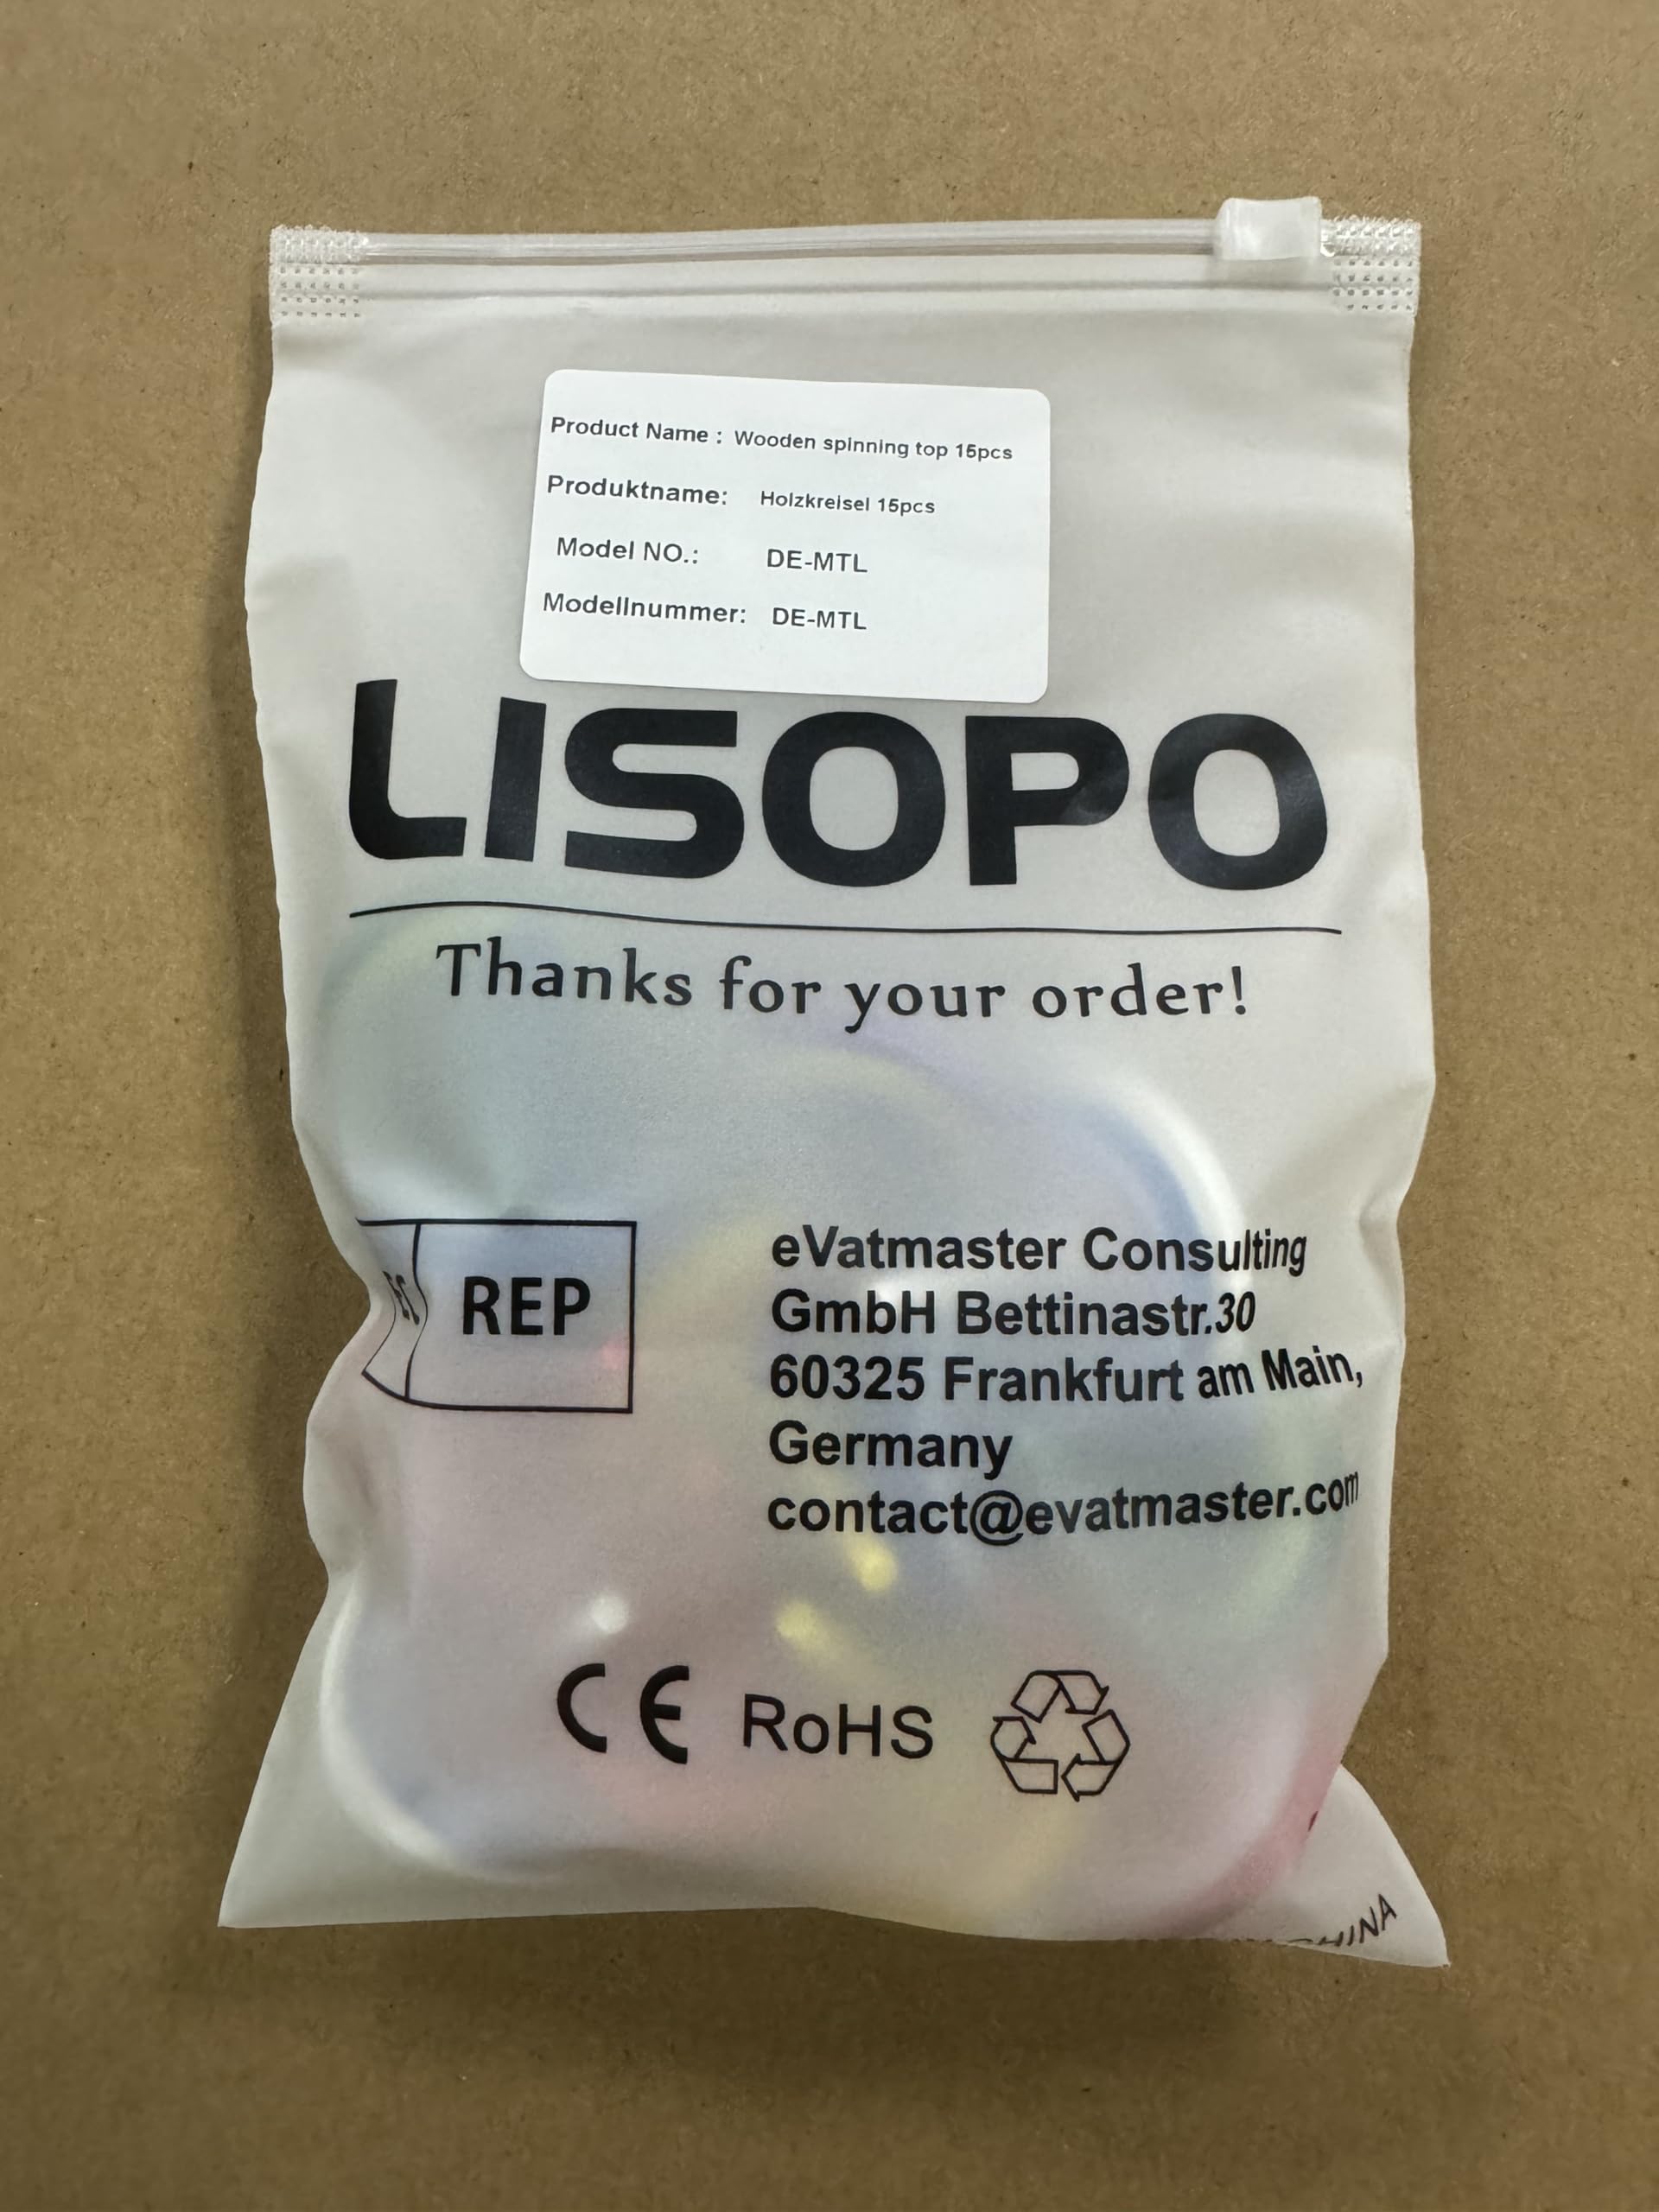 Product Name : Wooden spinning top 15pcs
Produktname: Holzkreisel 15pcs
Model NO.: DE-MTL
Modellnummer: DE-MTL
LISOPO
Thanks for your order!
REP
eVatmaster Consulting
GmbH Bettinastr.30
60325 Frankfurt am Main,
Germany
contact@evatmaster.com
CE RoHS